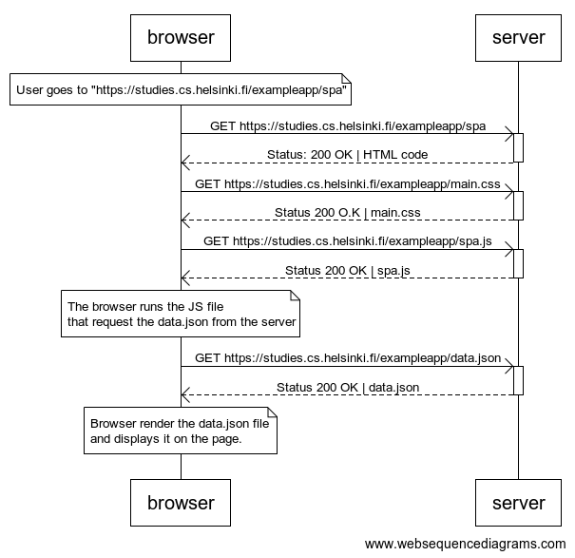 browser
server
User goes to "https://studies.cs.helsinki.fi/exampleapp/spa"
GET https://studies.cs.helsinki.fi/exampleapp/spa
Status: 200 OK | HTML code
GET https://studies.cs.helsinki.fi/exampleapp/main.css
Status 200 O.K | main.css
GET https://studies.cs.helsinki.fi/exampleapp/spa.js
Status 200 OK | spa.js
The browser runs the JS file
that request the data.json from the server
GET https://studies.cs.helsinki.fi/exampleapp/data.json
Status 200 OK | data.json
Browser render the data.json file
and displays it on the page.
browser
server
www.websequencediagrams.com